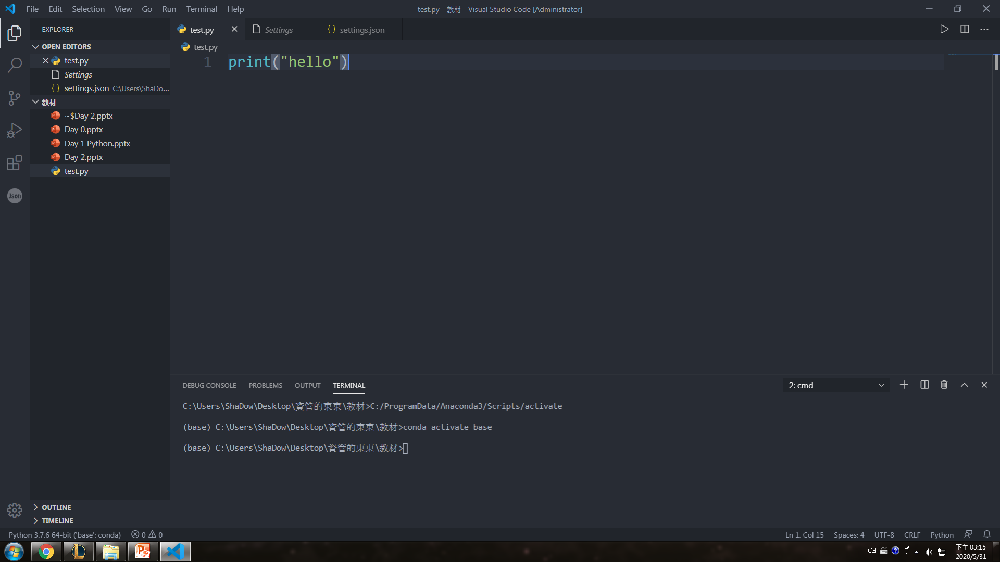 File Edit Selection View Go Run Terminal Help
test.py - 教材 - Visual Studio Code [Administrator]
EXPLORER
OPEN EDITORS
test.py
Settings
settings.json C:\Users\ShaDo...
教材
~$Day 2.pptx
Day 0.pptx
Day 1 Python.pptx
Day 2.pptx
test.py
Json
OUTLINE
TIMELINE
test.py Settings {} settings.json
test.py
1 print("hello")
DEBUG CONSOLE PROBLEMS OUTPUT TERMINAL
2: cmd
C:\Users\ShaDow\Desktop\資管的東東\教材>C:/ProgramData/Anaconda3/Scripts/activate
(base) C:\Users\ShaDow\Desktop\資管的東東\教材>conda activate base
(base) C:\Users\ShaDow\Desktop\資管的東東\教材>
Python 3.7.6 64-bit ('base': conda) 0 0
Ln 1, Col 15 Spaces: 4 UTF-8 CRLF Python
CH
下午 03:15
2020/5/31